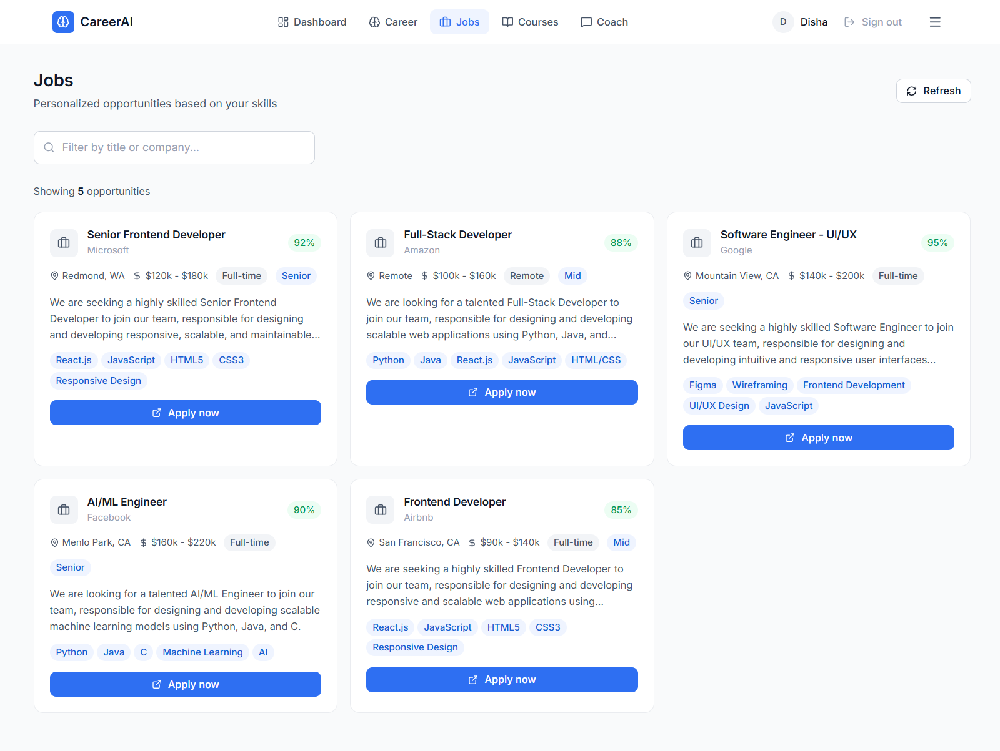 CareerAI
Dashboard
Career
Jobs
Courses
Coach
D
Disha
Sign out
Jobs
Personalized opportunities based on your skills
Refresh
Filter by title or company...
Showing 5 opportunities
Senior Frontend Developer
Microsoft
92%
Redmond, WA $120k - $180k Full-time Senior
We are seeking a highly skilled Senior Frontend
Developer to join our team, responsible for designing
and developing responsive, scalable, and maintainable...
React.js JavaScript HTML5 CSS3
Responsive Design
Apply now
Full-Stack Developer
Amazon
88%
Remote $100k - $160k Remote Mid
We are looking for a talented Full-Stack Developer to
join our team, responsible for designing and developing
scalable web applications using Python, Java, and...
Python Java React.js JavaScript HTML/CSS
Apply now
Software Engineer - UI/UX
Google
95%
Mountain View, CA $140k - $200k Full-time
Senior
We are seeking a highly skilled Software Engineer to join
our UI/UX team, responsible for designing and
developing intuitive and responsive user interfaces...
Figma Wireframing Frontend Development
UI/UX Design JavaScript
Apply now
AI/ML Engineer
Facebook
90%
Menlo Park, CA $160k - $220k Full-time
Senior
We are looking for a talented AI/ML Engineer to join our
team, responsible for designing and developing scalable
machine learning models using Python, Java, and C.
Python Java C Machine Learning AI
Apply now
Frontend Developer
Airbnb
85%
San Francisco, CA $90k - $140k Full-time Mid
We are seeking a highly skilled Frontend Developer to
join our team, responsible for designing and developing
responsive and scalable web applications using...
React.js JavaScript HTML5 CSS3
Responsive Design
Apply now